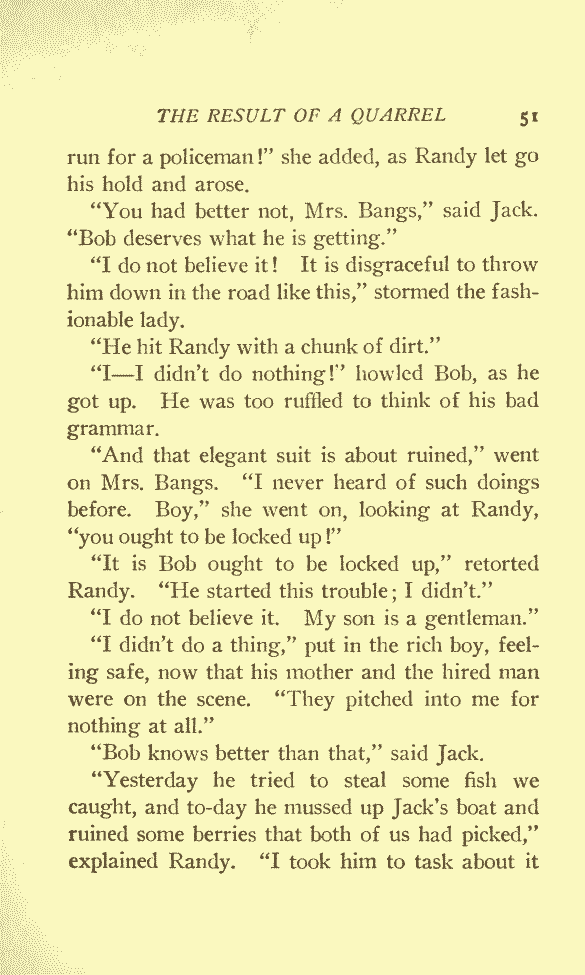 THE RESULT OF A QUARREL 51
run for a policeman!” she added, as Randy let go
his hold and arose.
“You had better not, Mrs. Bangs,” said Jack.
“Bob deserves what he is getting.”
“I do not believe it! It is disgraceful to throw
him down in the road like this,” stormed the fash-
ionable lady.
“He hit Randy with a chunk of dirt.”
“I—I didn’t do nothing!” howled Bob, as he
got up. He was too ruffled to think of his bad
grammar.
“And that elegant suit is about ruined,” went
on Mrs. Bangs. “I never heard of such doings
before. Boy,” she went on, looking at Randy,
“you ought to be locked up!”
“It is Bob ought to be locked up,” retorted
Randy. “He started this trouble; I didn’t.”
“I do not believe it. My son is a gentleman.”
“I didn’t do a thing,” put in the rich boy, feel-
ing safe, now that his mother and the hired man
were on the scene. “They pitched into me for
nothing at all.”
“Bob knows better than that,” said Jack.
“Yesterday he tried to steal some fish we
caught, and to-day he mussed up Jack’s boat and
ruined some berries that both of us had picked,”
explained Randy. “I took him to task about it